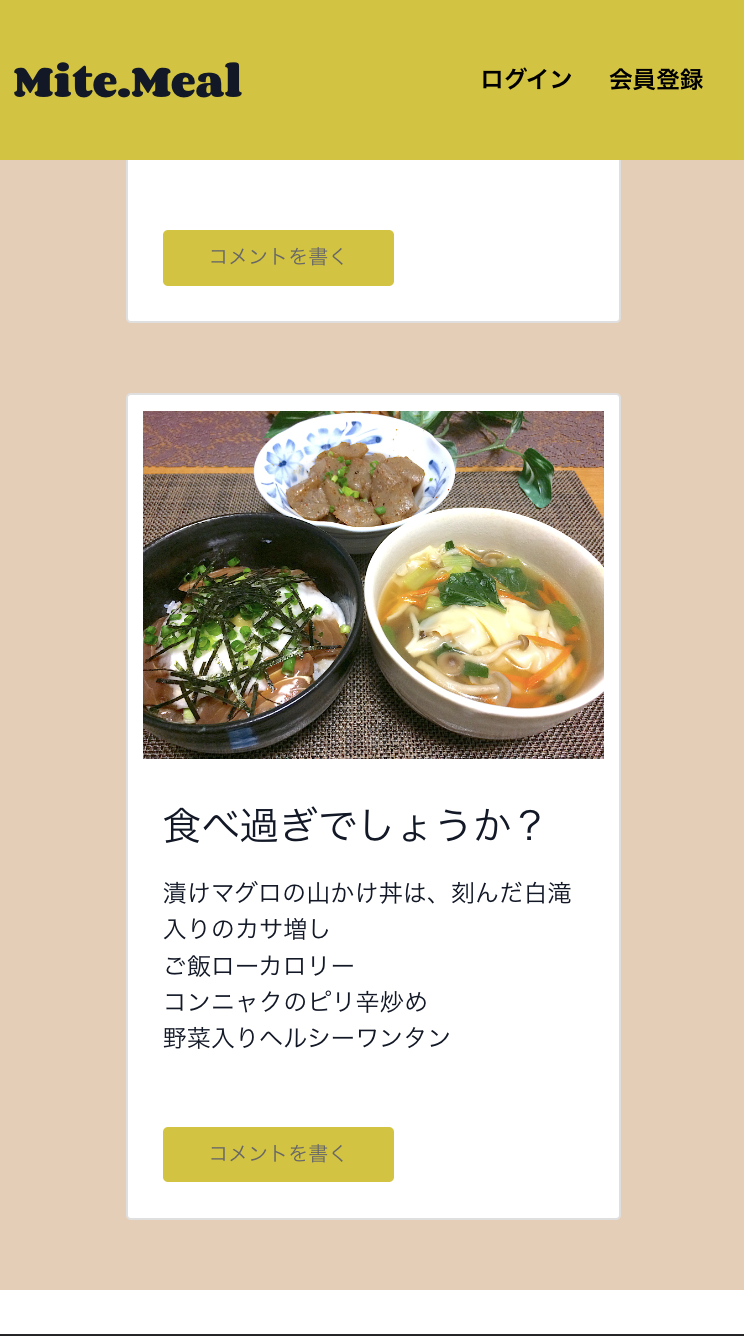 Mite.Meal
ログイン 会員登録
コメントを書く
食べ過ぎでしょうか？
漬けマグロの山かけ丼は、刻んだ白滝
入りのカサ増し
ご飯ローカロリー
コンニャクのピリ辛炒め
野菜入りヘルシーワンタン
コメントを書く